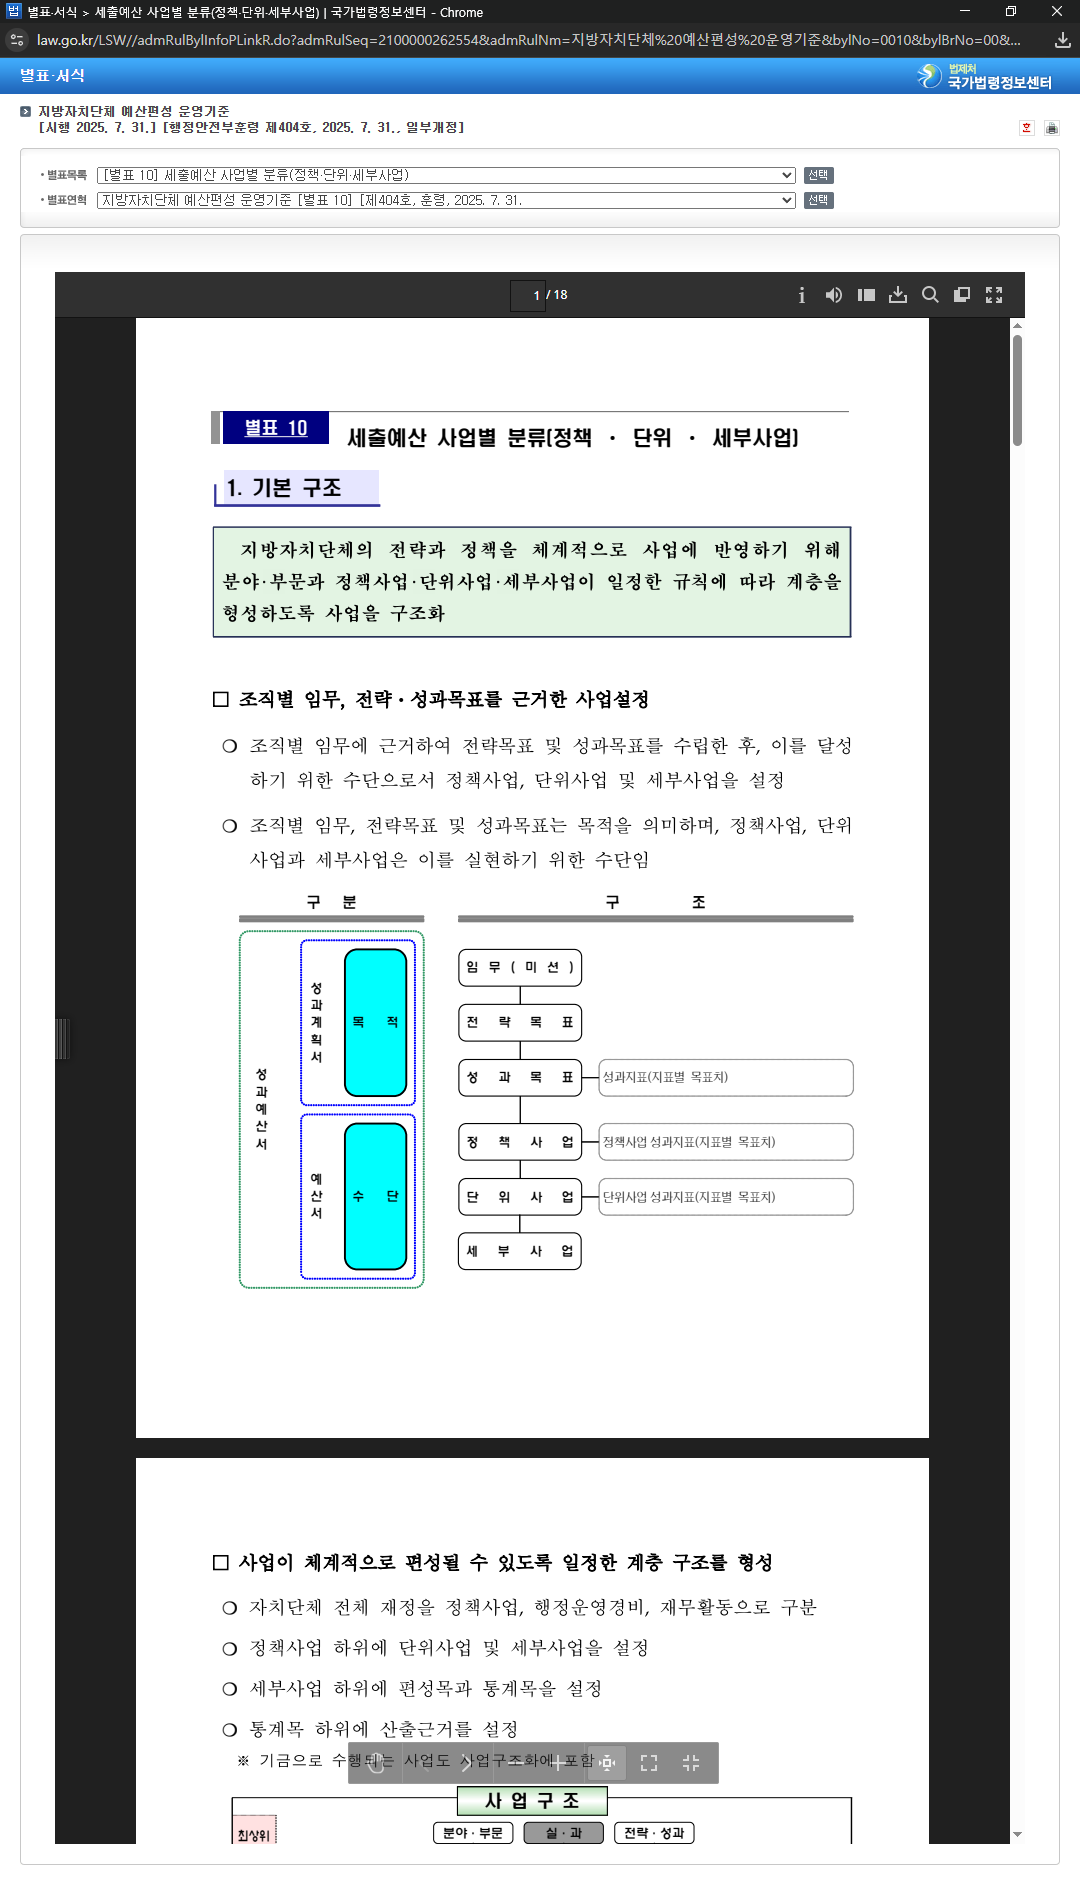 별표·서식 > 세출예산 사업별 분류(정책·단위·세부사업) | 국가법령정보센터 - Chrome
law.go.kr/LSW//admRulBylInfoPLinkR.do?admRulSeq=2100000262554&admRulNm=지방자치단체%20예산편성%20운영기준&bylNo=0010&bylBrNo=00&...
별표·서식
법제처
국가법령정보센터
지방자치단체 예산편성 운영기준
[시행 2025. 7. 31.] [행정안전부훈령 제404호, 2025. 7. 31., 일부개정]
별표목록 [별표 10] 세출예산 사업별 분류(정책·단위·세부사업) 선택
별표연혁 지방자치단체 예산편성 운영기준 [별표 10] [제404호, 훈령, 2025. 7. 31. 선택
1 / 18
별표 10 세출예산 사업별 분류(정책 · 단위 · 세부사업)
1. 기본 구조
지방자치단체의 전략과 정책을 체계적으로 사업에 반영하기 위해
분야·부문과 정책사업·단위사업·세부사업이 일정한 규칙에 따라 계층을
형성하도록 사업을 구조화
□ 조직별 임무, 전략·성과목표를 근거한 사업설정
❍ 조직별 임무에 근거하여 전략목표 및 성과목표를 수립한 후, 이를 달성
하기 위한 수단으로서 정책사업, 단위사업 및 세부사업을 설정
❍ 조직별 임무, 전략목표 및 성과목표는 목적을 의미하며, 정책사업, 단위
사업과 세부사업은 이를 실현하기 위한 수단임
구 분 구 조
성과예산서
성과계획서
목 적
예산서
수 단
임 무 ( 미 션 )
전 략 목 표
성 과 목 표 성과지표(지표별 목표치)
정 책 사 업 정책사업 성과지표(지표별 목표치)
단 위 사 업 단위사업 성과지표(지표별 목표치)
세 부 사 업
□ 사업이 체계적으로 편성될 수 있도록 일정한 계층 구조를 형성
❍ 자치단체 전체 재정을 정책사업, 행정운영경비, 재무활동으로 구분
❍ 정책사업 하위에 단위사업 및 세부사업을 설정
❍ 세부사업 하위에 편성목과 통계목을 설정
❍ 통계목 하위에 산출근거를 설정
※ 기금으로 수행되는 사업도 사업구조화에 포함
사 업 구 조
최상위 분야·부문 실·과 전략·성과